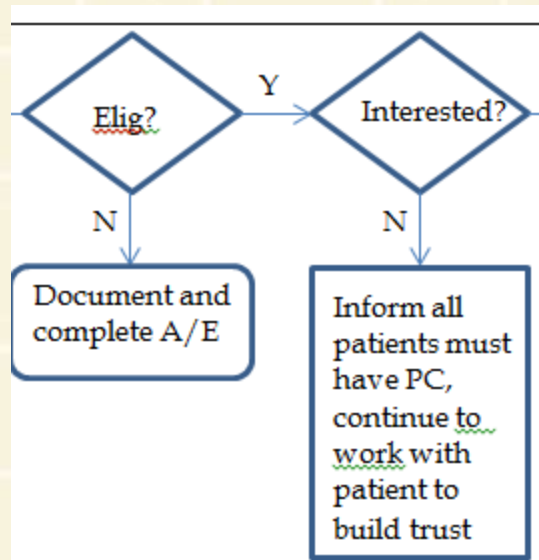 Elig?
Y
Interested?
N
N
Document and
complete A/E
Inform all
patients must
have PC,
continue to
work with
patient to
build trust